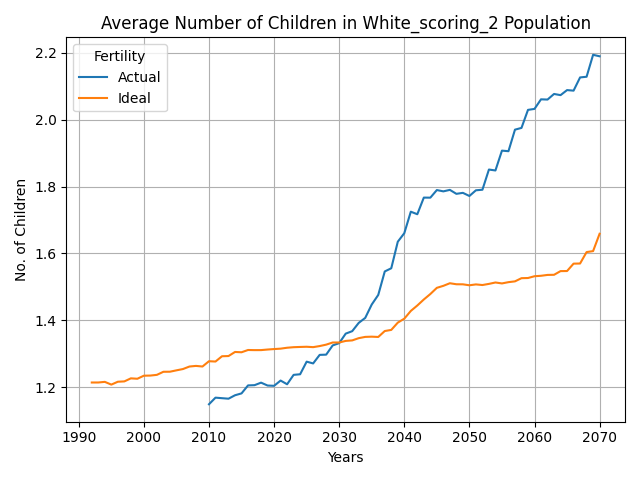 Average Number of Children in White_scoring_2 Population
Fertility
Actual
Ideal
2.2
2.0
1.8
1.6
1.4
1.2
No. of Children
1990 2000 2010 2020 2030 2040 2050 2060 2070
Years